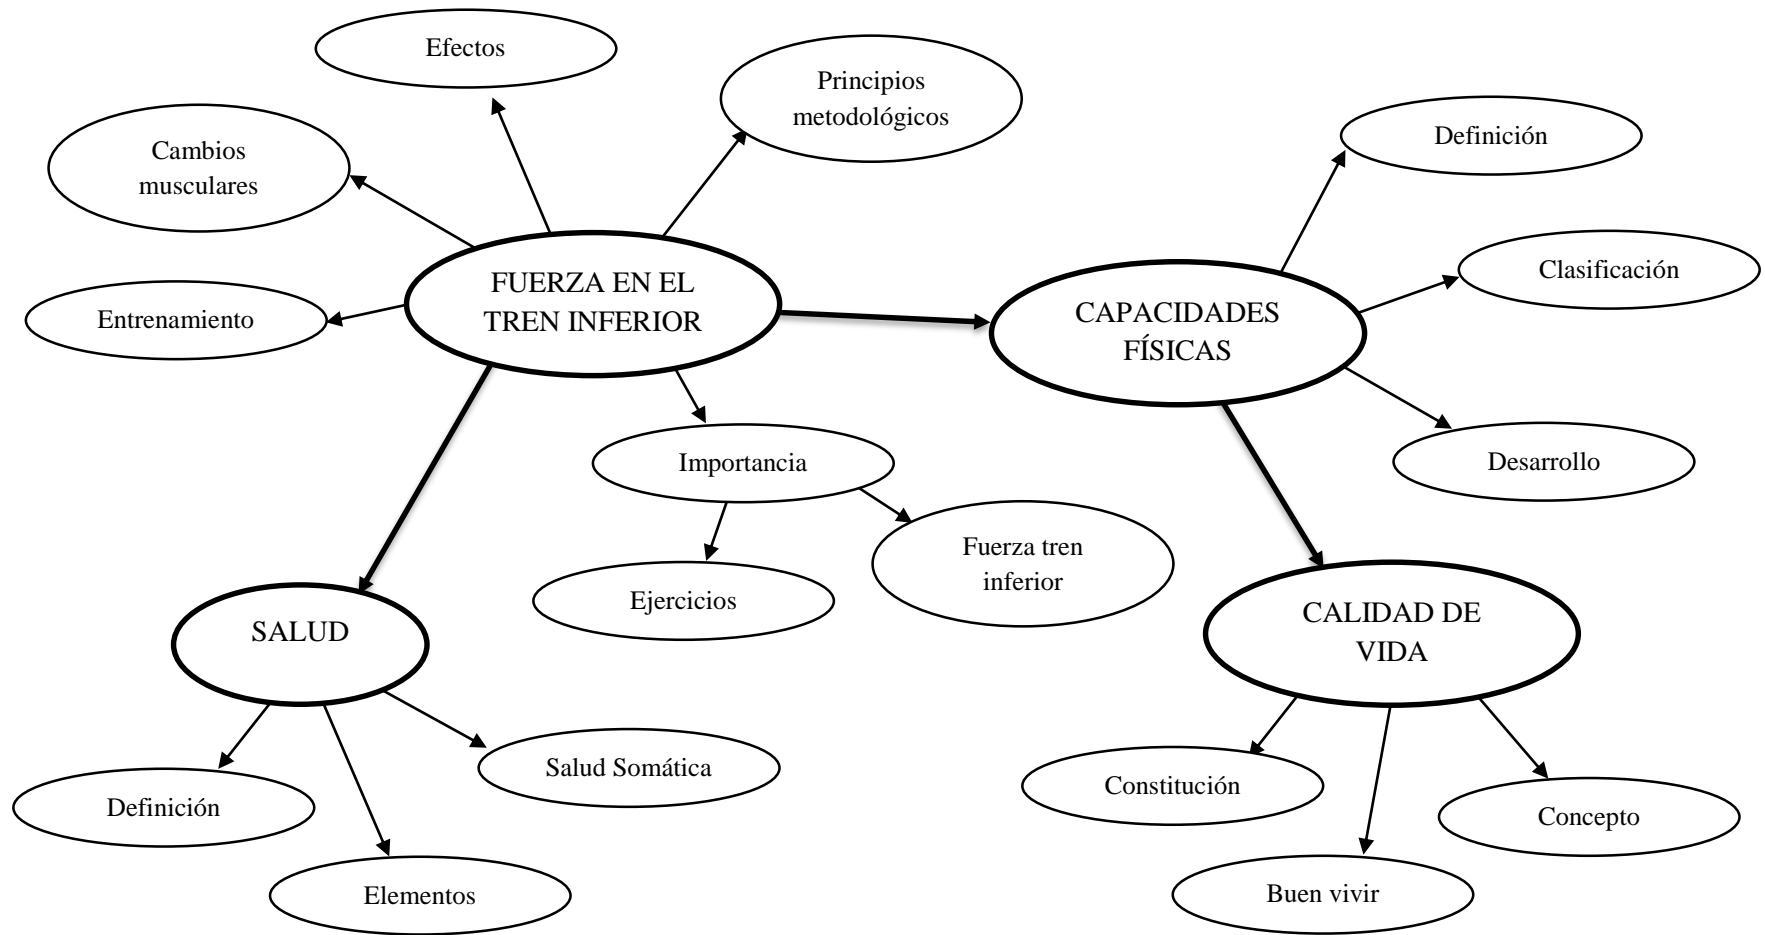 Efectos
Principios
metodológicos
Cambios
musculares
Definición
Clasificación
FUERZA EN EL
TREN INFERIOR
Entrenamiento
CAPACIDADES
FÍSICAS
Importancia
Desarrollo
Fuerza tren
inferior
Ejercicios
SALUD
CALIDAD DE
VIDA
Salud Somática
Definición
Elementos
Constitución
Concepto
Buen vivir